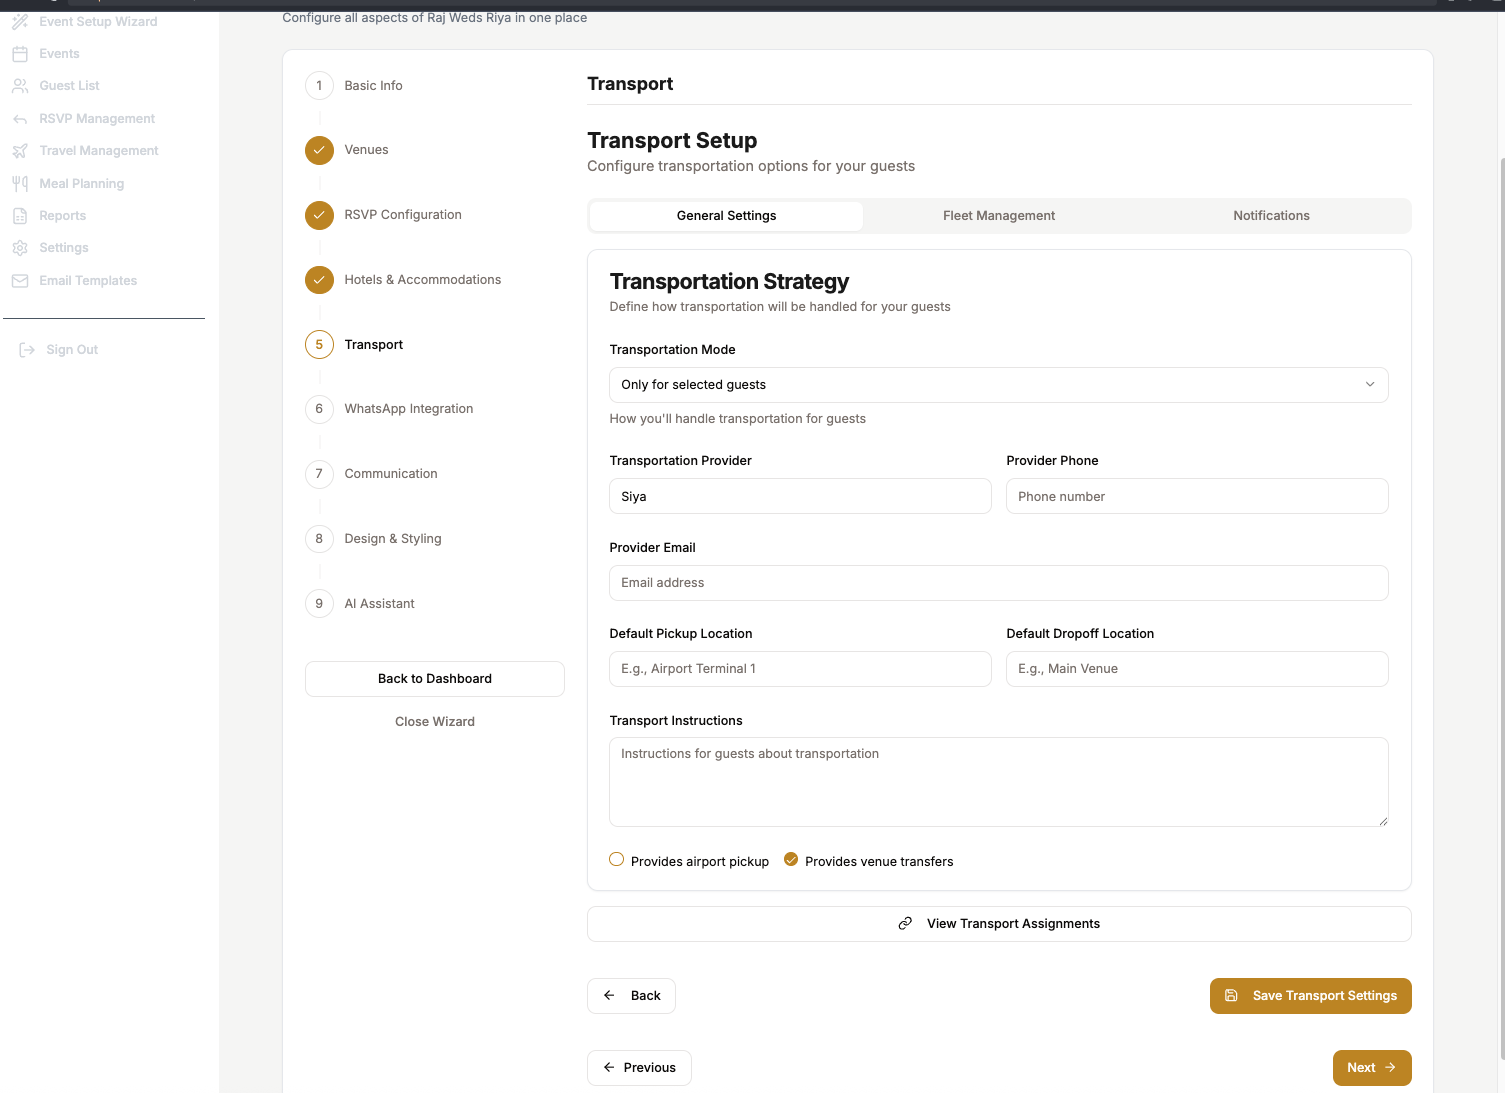 Configure all aspects of Raj Weds Riya in one place
Event Setup Wizard
Events
Guest List
RSVP Management
Travel Management
Meal Planning
Reports
Settings
Email Templates
Sign Out
1 Basic Info
Venues
RSVP Configuration
Hotels & Accommodations
5 Transport
6 WhatsApp Integration
7 Communication
8 Design & Styling
9 AI Assistant
Back to Dashboard
Close Wizard
Transport
Transport Setup
Configure transportation options for your guests
General Settings Fleet Management Notifications
Transportation Strategy
Define how transportation will be handled for your guests
Transportation Mode
Only for selected guests
How you'll handle transportation for guests
Transportation Provider Provider Phone
Siya Phone number
Provider Email
Email address
Default Pickup Location Default Dropoff Location
E.g., Airport Terminal 1 E.g., Main Venue
Transport Instructions
Instructions for guests about transportation
Provides airport pickup Provides venue transfers
View Transport Assignments
Back Save Transport Settings
Previous Next